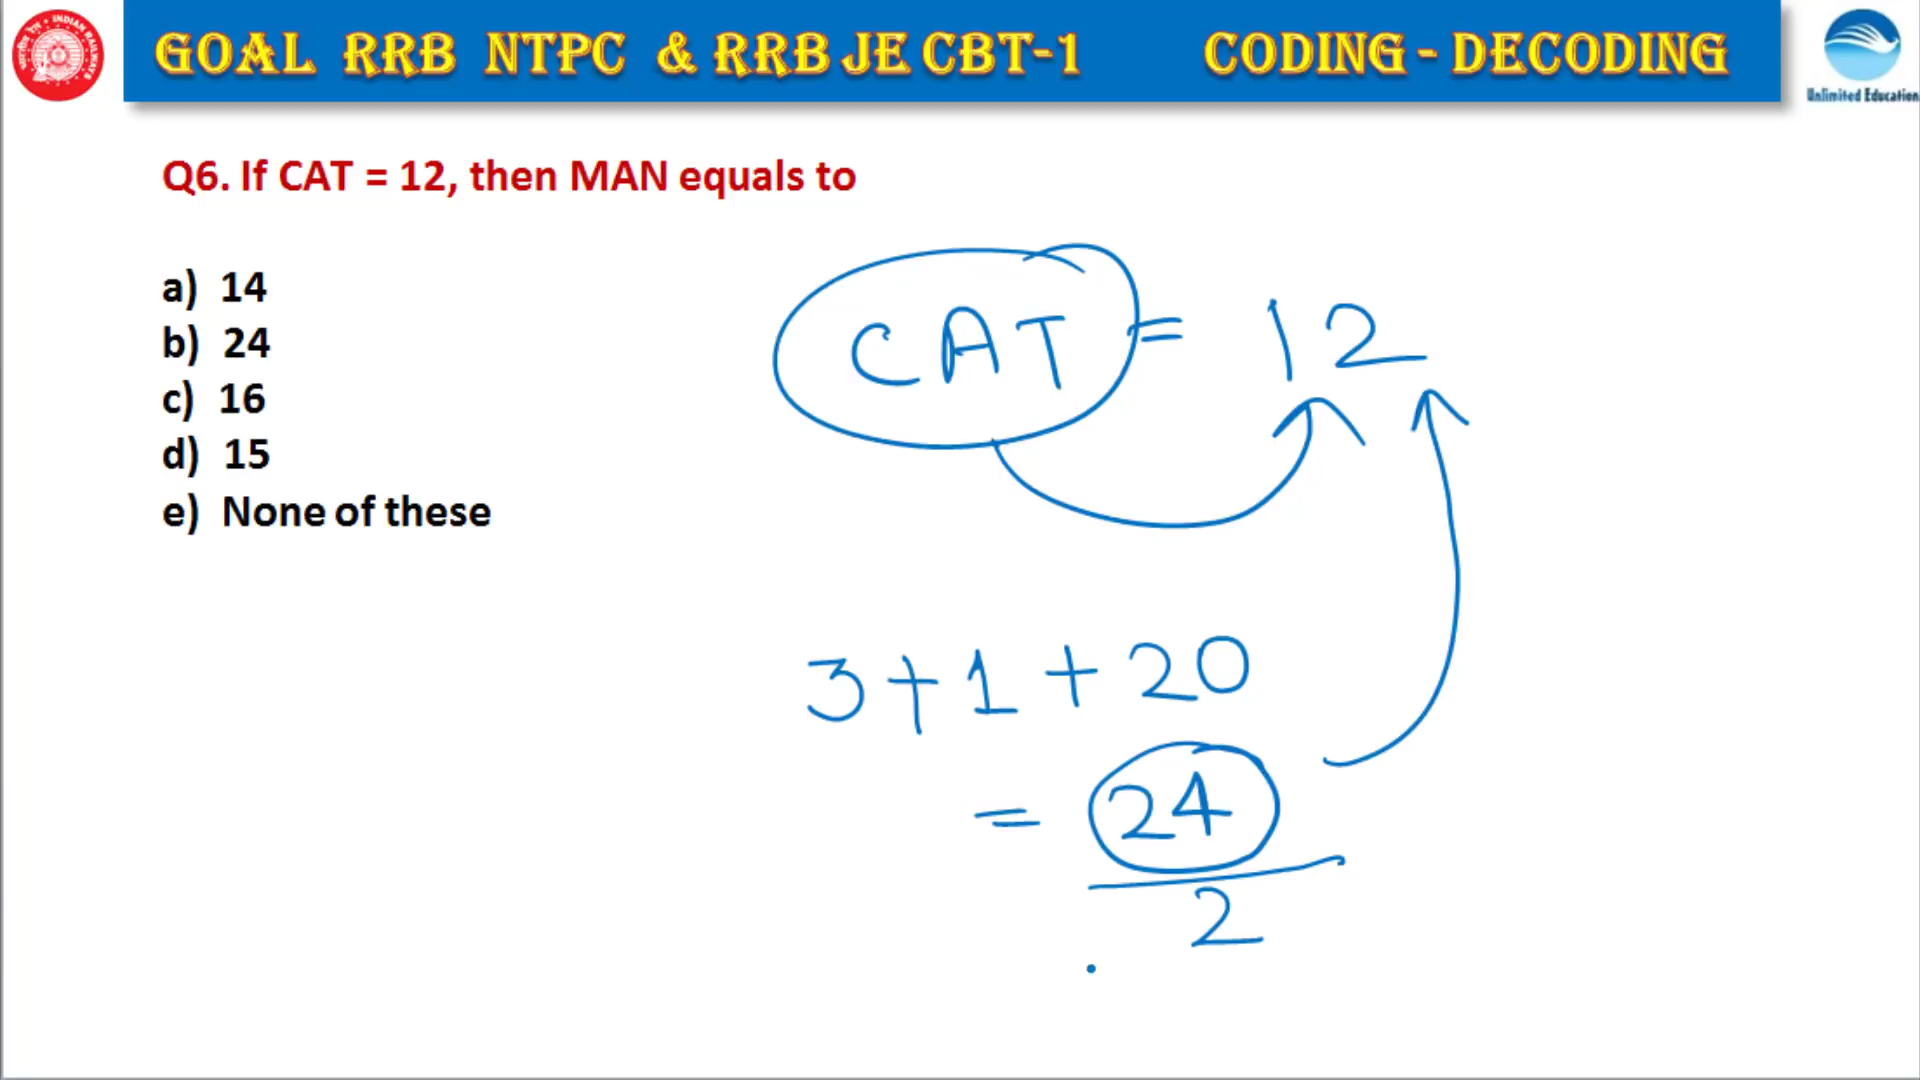 GOAL RRB NTPC & RRB JE CBT-1 CODING - DECODING
Unlimited Education
Q6. If CAT = 12, then MAN equals to
a) 14
b) 24
c) 16
d) 15
e) None of these
CAT = 12
3+1+20
= 24
2